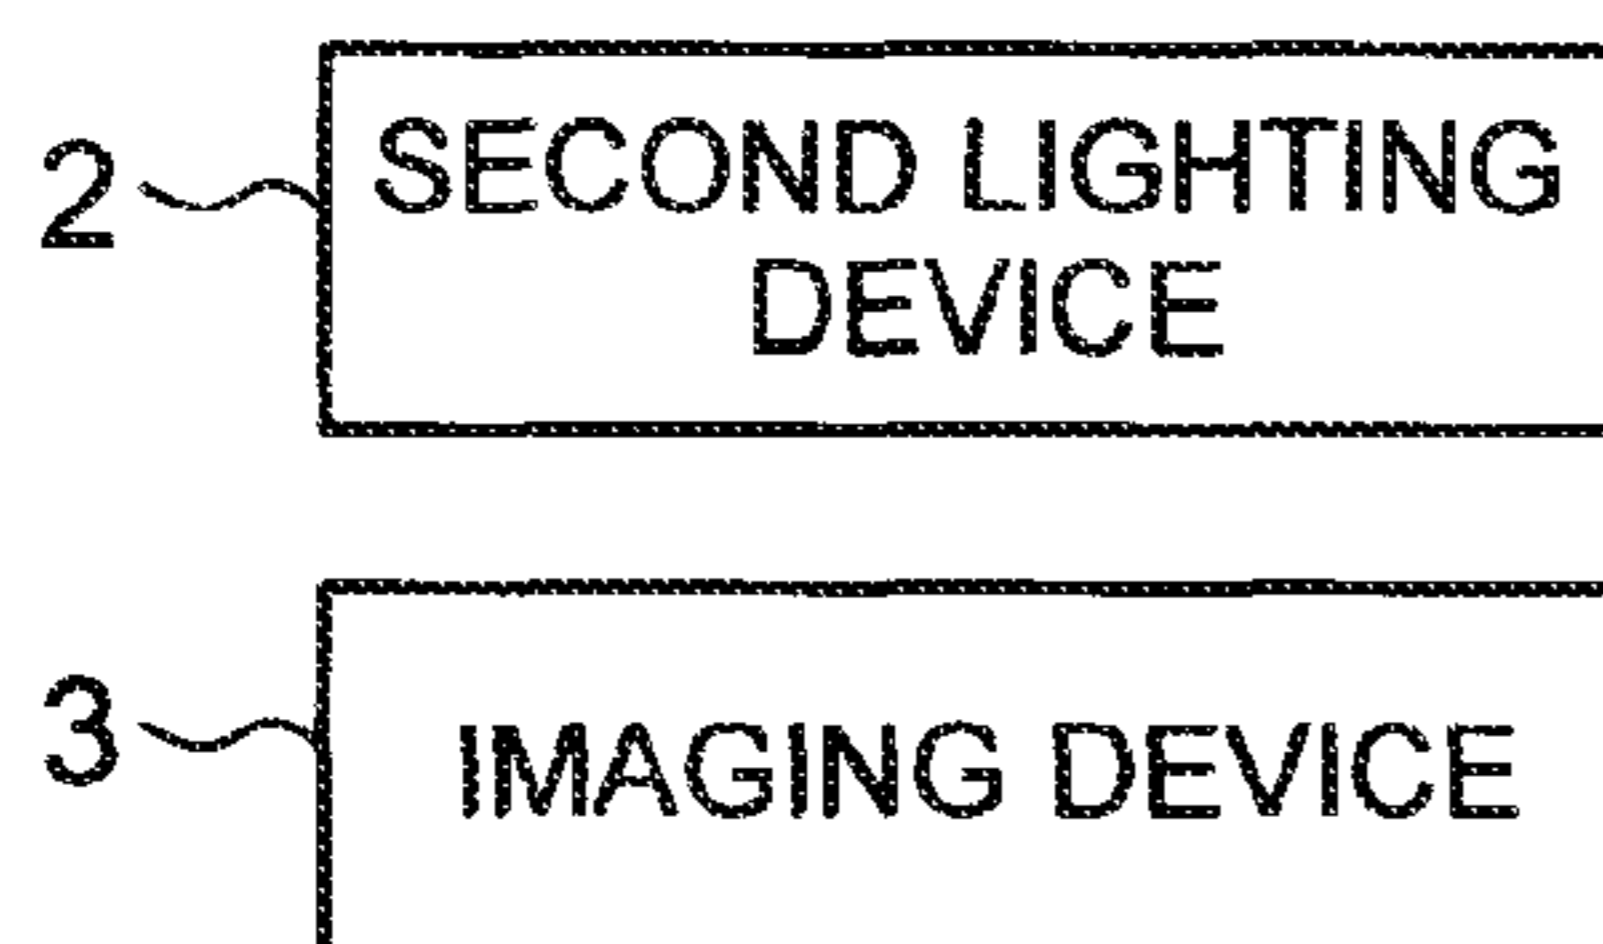 2
SECOND LIGHTING
DEVICE
3
IMAGING DEVICE